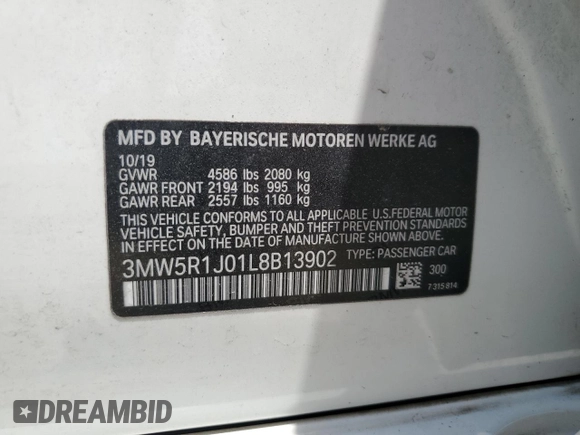 MFD BY BAYERISCHE MOTOREN WERKE AG
10/19
GVWR 4586 lbs 2080 kg
GAWR FRONT 2194 lbs 995 kg
GAWR REAR 2557 lbs 1160 kg
THIS VEHICLE CONFORMS TO ALL APPLICABLE U.S.FEDERAL MOTOR
VEHICLE SAFETY, BUMPER AND THEFT PREVENTION STANDARDS
IN EFFECT ON THE DATE OF MANUFACTURE SHOWN ABOVE.
3MW5R1J01L8B13902 TYPE: PASSENGER CAR
300
7315814
DREAMBID